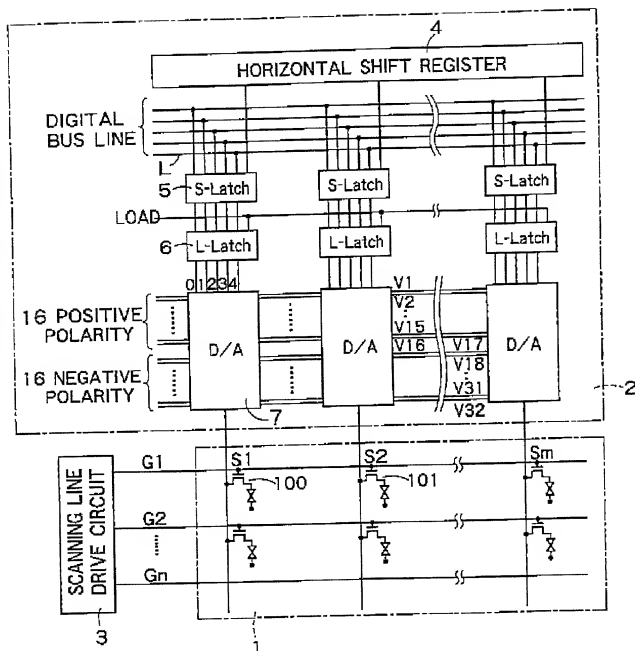 4
HORIZONTAL SHIFT REGISTER
DIGITAL
BUS LINE
L
5
S-Latch
S-Latch
S-Latch
LOAD
6
L-Latch
L-Latch
L-Latch
01234
16 POSITIVE
POLARITY
16 NEGATIVE
POLARITY
D/A
D/A
D/A
V1
V2
V15
V16
V17
V18
V31
V32
7
2
SCANNING LINE
DRIVE CIRCUIT
3
G1
G2
Gn
S1
S2
Sm
100
101
1